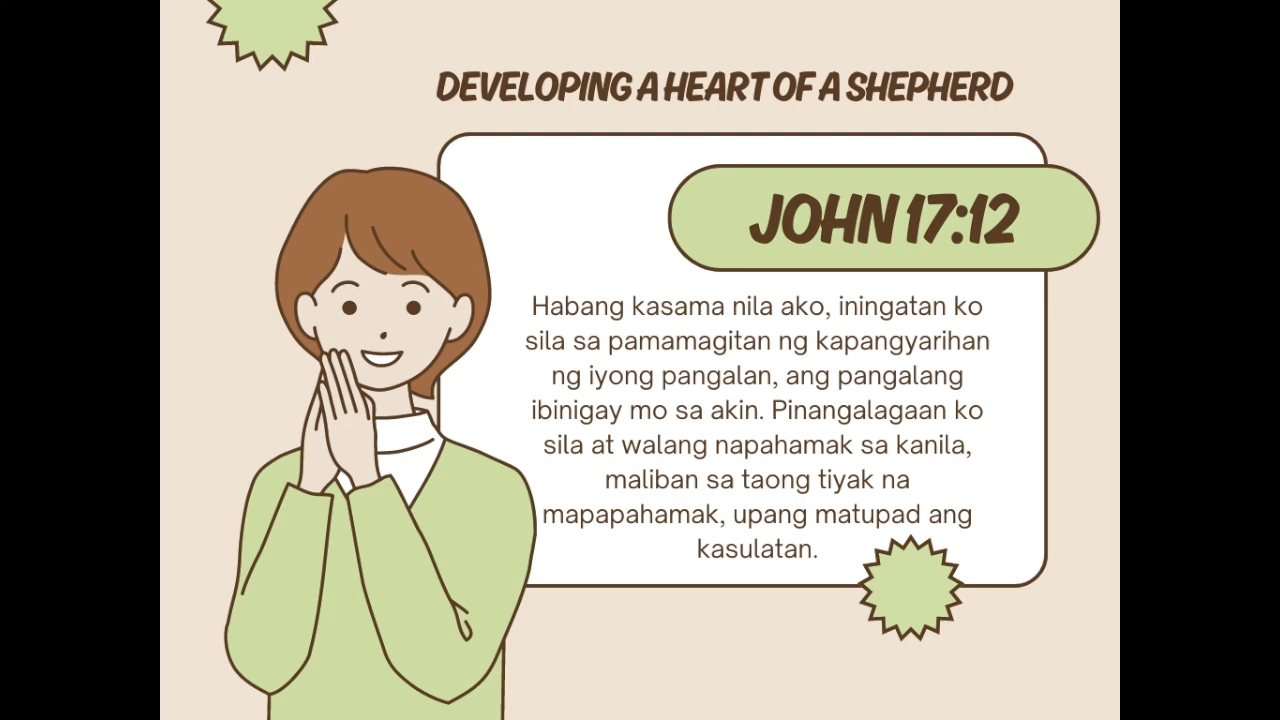 DEVELOPING A HEART OF A SHEPHERD
JOHN 17:12
Habang kasama nila ako, iningatan ko
sila sa pamamagitan ng kapangyarihan
ng iyong pangalan, ang pangalang
ibinigay mo sa akin. Pinangalagaan ko
sila at walang napahamak sa kanila,
maliban sa taong tiyak na
mapapahamak, upang matupad ang
kasulatan.